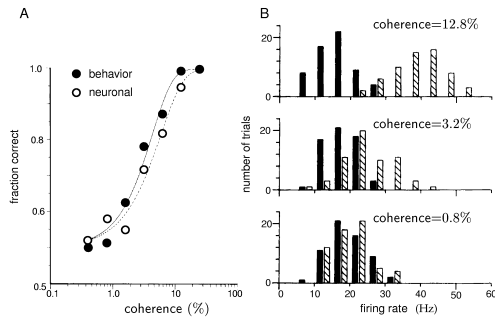 A
B
1.0
0.8
0.6
0.5
fraction correct
behavior
neuronal
0.1
1.0
10
100
coherence (%)
coherence=12.8%
20
0
coherence=3.2%
20
0
coherence=0.8%
20
0
number of trials
0
10
20
30
40
50
60
firing rate (Hz)